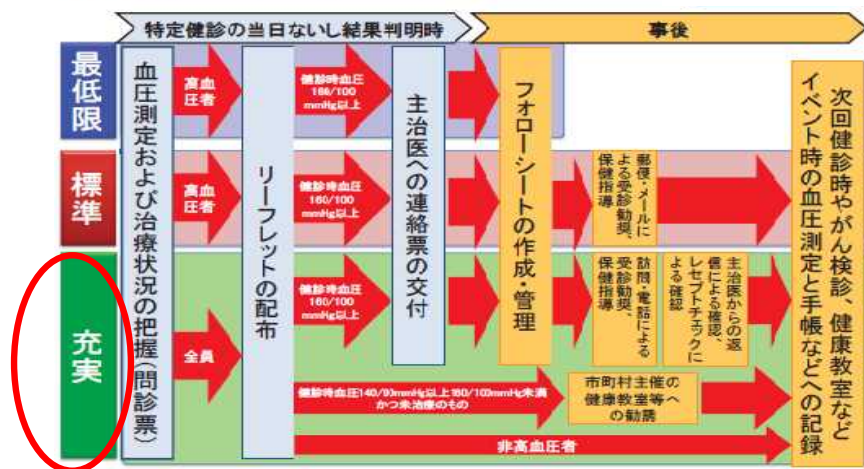 特定健診の当日ないし結果判明時
事後
最低限
標準
充実
血圧測定および治療状況の把握(問診票)
高血
圧者
高血
圧者
全員
リーフレットの配布
健診時血圧
160/100
mmHg以上
健診時血圧
160/100
mmHg以上
健診時血圧
160/100
mmHg以上
主治医への連絡票の交付
フォローシートの作成・管理
郵便・メールに
よる受診勧奨、
保健指導
訪問・電話による
受診勧奨、
保健指導
主治医からの返
信による確認、
レセプトチェックに
よる確認
健診時血圧140/90mmHg以上160/100mmHg未満
かつ未治療のもの
市町村主催の
健康教室等へ
の勧誘
非高血圧者
次回健診時やがん検診、健康教室など
イベント時の血圧測定と手帳などへの記録